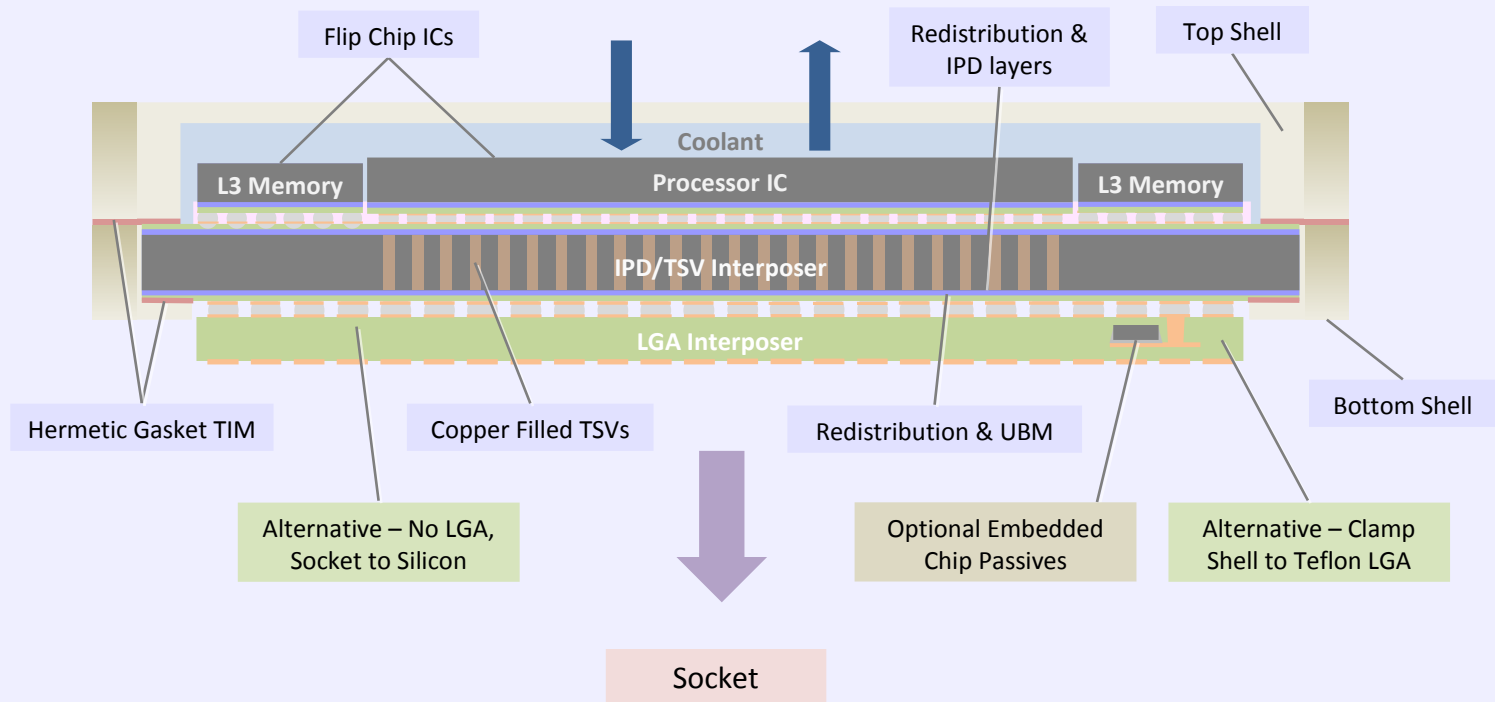 Flip Chip ICs
Redistribution &
IPD layers
Top Shell
Coolant
L3 Memory
Processor IC
L3 Memory
IPD/TSV Interposer
LGA Interposer
Hermetic Gasket TIM
Copper Filled TSVs
Redistribution & UBM
Bottom Shell
Alternative – No LGA,
Socket to Silicon
Optional Embedded
Chip Passives
Alternative – Clamp
Shell to Teflon LGA
Socket